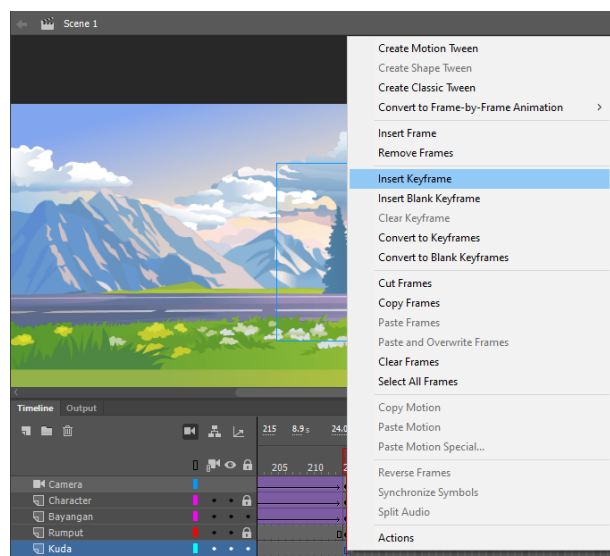 Scene 1
Create Motion Tween
Create Shape Tween
Create Classic Tween
Convert to Frame-by-Frame Animation
Insert Frame
Remove Frames
Insert Keyframe
Insert Blank Keyframe
Clear Keyframe
Convert to Keyframes
Convert to Blank Keyframes
Cut Frames
Copy Frames
Paste Frames
Paste and Overwrite Frames
Clear Frames
Select All Frames
Copy Motion
Paste Motion
Paste Motion Special...
Reverse Frames
Synchronize Symbols
Split Audio
Actions
Timeline Output
215 8.9 s 24.0
205 210
Camera
Character
Bayangan
Rumput
Kuda